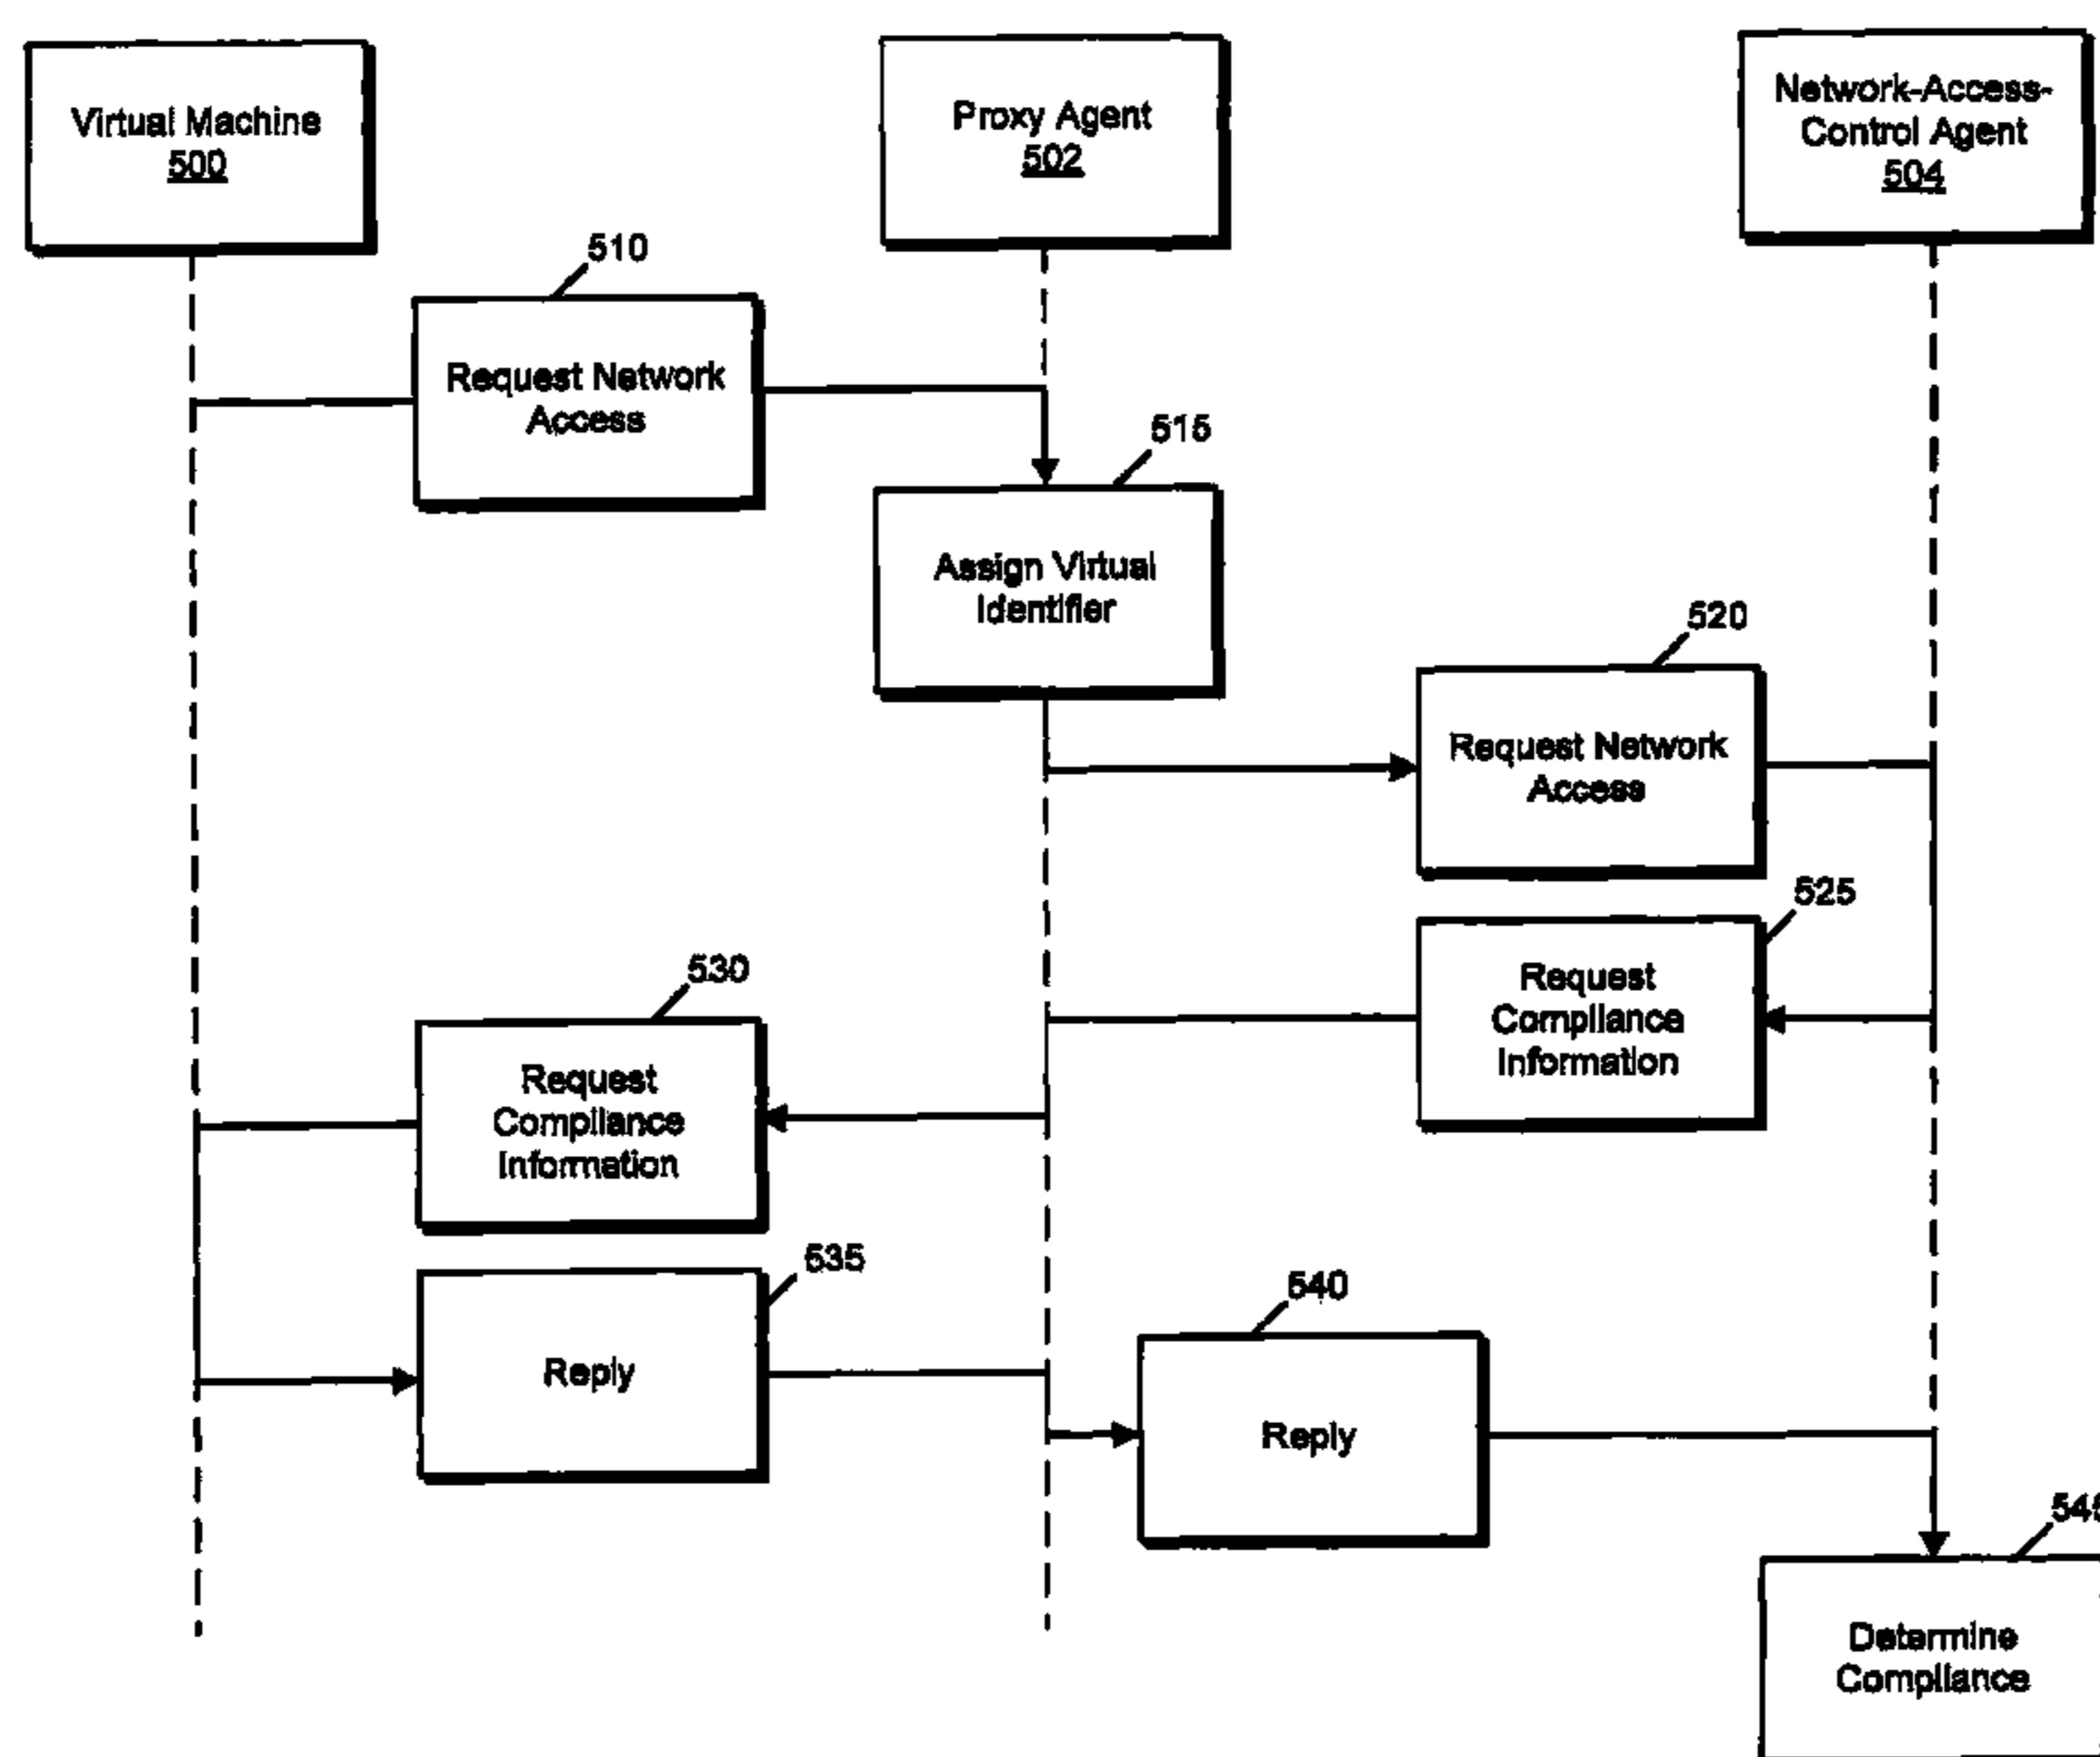 Virtual Machine
500
Proxy Agent
502
Network-Access-
Control Agent
504
510
Request Network
Access
515
Assign Virtual
Identifier
520
Request Network
Access
525
Request
Compliance
Information
530
Request
Compliance
Information
535
Reply
540
Reply
Determine
Compliance